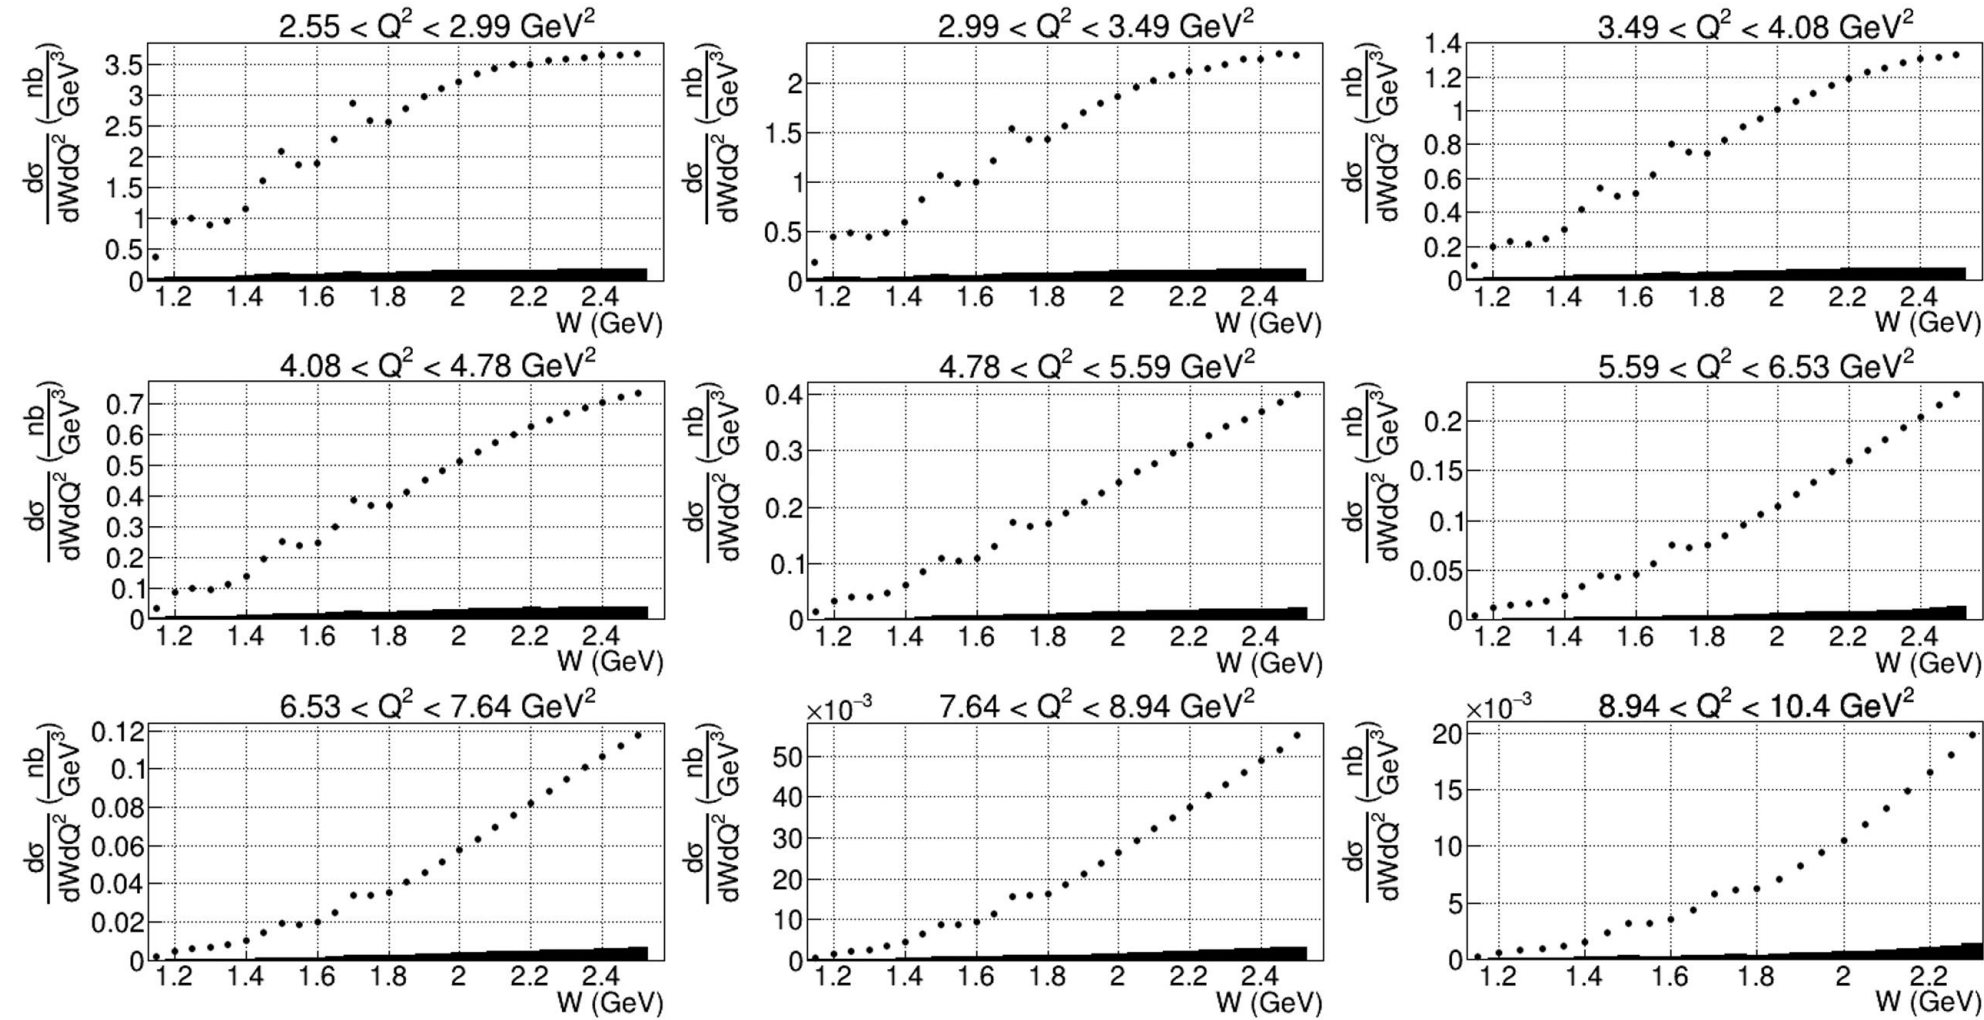 2.55 < Q² < 2.99 GeV²
dσ/dWdQ² (nb/GeV³)
3.5
3
2.5
2
1.5
1
0.5
0
1.2 1.4 1.6 1.8 2 2.2 2.4
W (GeV)
2.99 < Q² < 3.49 GeV²
dσ/dWdQ² (nb/GeV³)
2
1.5
1
0.5
0
1.2 1.4 1.6 1.8 2 2.2 2.4
W (GeV)
3.49 < Q² < 4.08 GeV²
dσ/dWdQ² (nb/GeV³)
1.4
1.2
1
0.8
0.6
0.4
0.2
0
1.2 1.4 1.6 1.8 2 2.2 2.4
W (GeV)
4.08 < Q² < 4.78 GeV²
dσ/dWdQ² (nb/GeV³)
0.7
0.6
0.5
0.4
0.3
0.2
0.1
0
1.2 1.4 1.6 1.8 2 2.2 2.4
W (GeV)
4.78 < Q² < 5.59 GeV²
dσ/dWdQ² (nb/GeV³)
0.4
0.3
0.2
0.1
0
1.2 1.4 1.6 1.8 2 2.2 2.4
W (GeV)
5.59 < Q² < 6.53 GeV²
dσ/dWdQ² (nb/GeV³)
0.2
0.15
0.1
0.05
0
1.2 1.4 1.6 1.8 2 2.2 2.4
W (GeV)
6.53 < Q² < 7.64 GeV²
dσ/dWdQ² (nb/GeV³)
0.12
0.1
0.08
0.06
0.04
0.02
0
1.2 1.4 1.6 1.8 2 2.2 2.4
W (GeV)
×10⁻³ 7.64 < Q² < 8.94 GeV²
dσ/dWdQ² (nb/GeV³)
50
40
30
20
10
0
1.2 1.4 1.6 1.8 2 2.2 2.4
W (GeV)
×10⁻³ 8.94 < Q² < 10.4 GeV²
dσ/dWdQ² (nb/GeV³)
20
15
10
5
0
1.2 1.4 1.6 1.8 2 2.2
W (GeV)